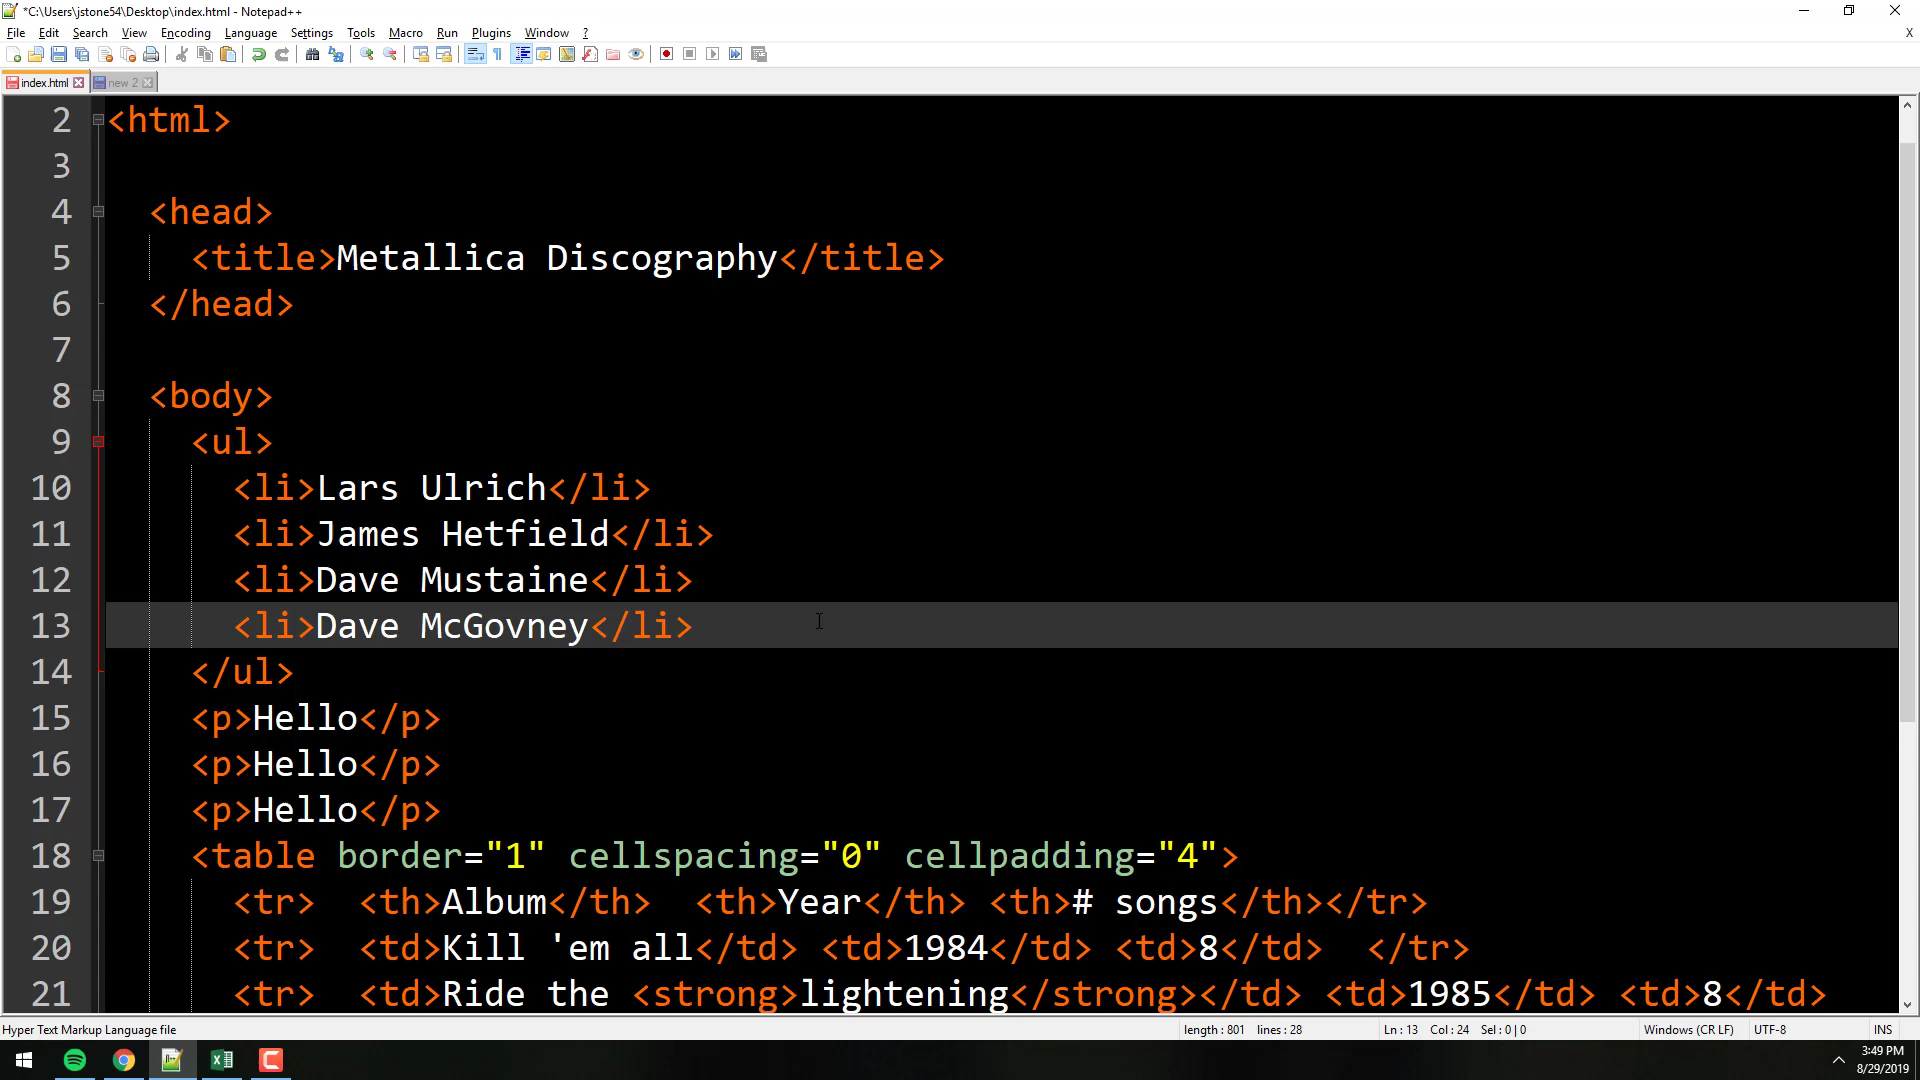 *C:\Users\jstone54\Desktop\index.html - Notepad++
File Edit Search View Encoding Language Settings Tools Macro Run Plugins Window ? X
index.html new 2
2 <html>
3
4 <head>
5 <title>Metallica Discography</title>
6 </head>
7
8 <body>
9 <ul>
10 <li>Lars Ulrich</li>
11 <li>James Hetfield</li>
12 <li>Dave Mustaine</li>
13 <li>Dave McGovney</li>
14 </ul>
15 <p>Hello</p>
16 <p>Hello</p>
17 <p>Hello</p>
18 <table border="1" cellspacing="0" cellpadding="4">
19 <tr> <th>Album</th> <th>Year</th> <th># songs</th></tr>
20 <tr> <td>Kill 'em all</td> <td>1984</td> <td>8</td> </tr>
21 <tr> <td>Ride the <strong>lightening</strong></td> <td>1985</td> <td>8</td>
Hyper Text Markup Language file length : 801 lines : 28 Ln : 13 Col : 24 Sel : 0 | 0 Windows (CR LF) UTF-8 INS
3:49 PM
8/29/2019